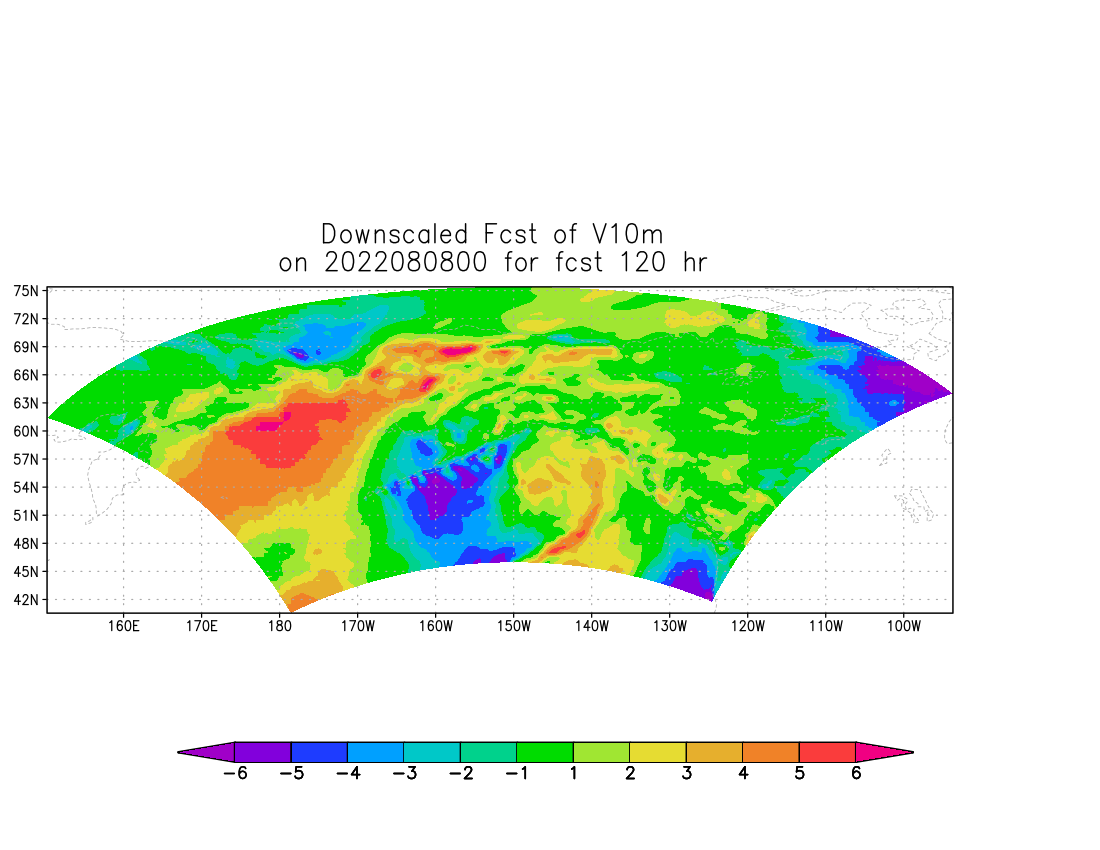 Downscaled Fcst of V10m
on 2022080800 for fcst 120 hr
75N
72N
69N
66N
63N
60N
57N
54N
51N
48N
45N
42N
160E 170E 180 170W 160W 150W 140W 130W 120W 110W 100W
-6 -5 -4 -3 -2 -1 1 2 3 4 5 6